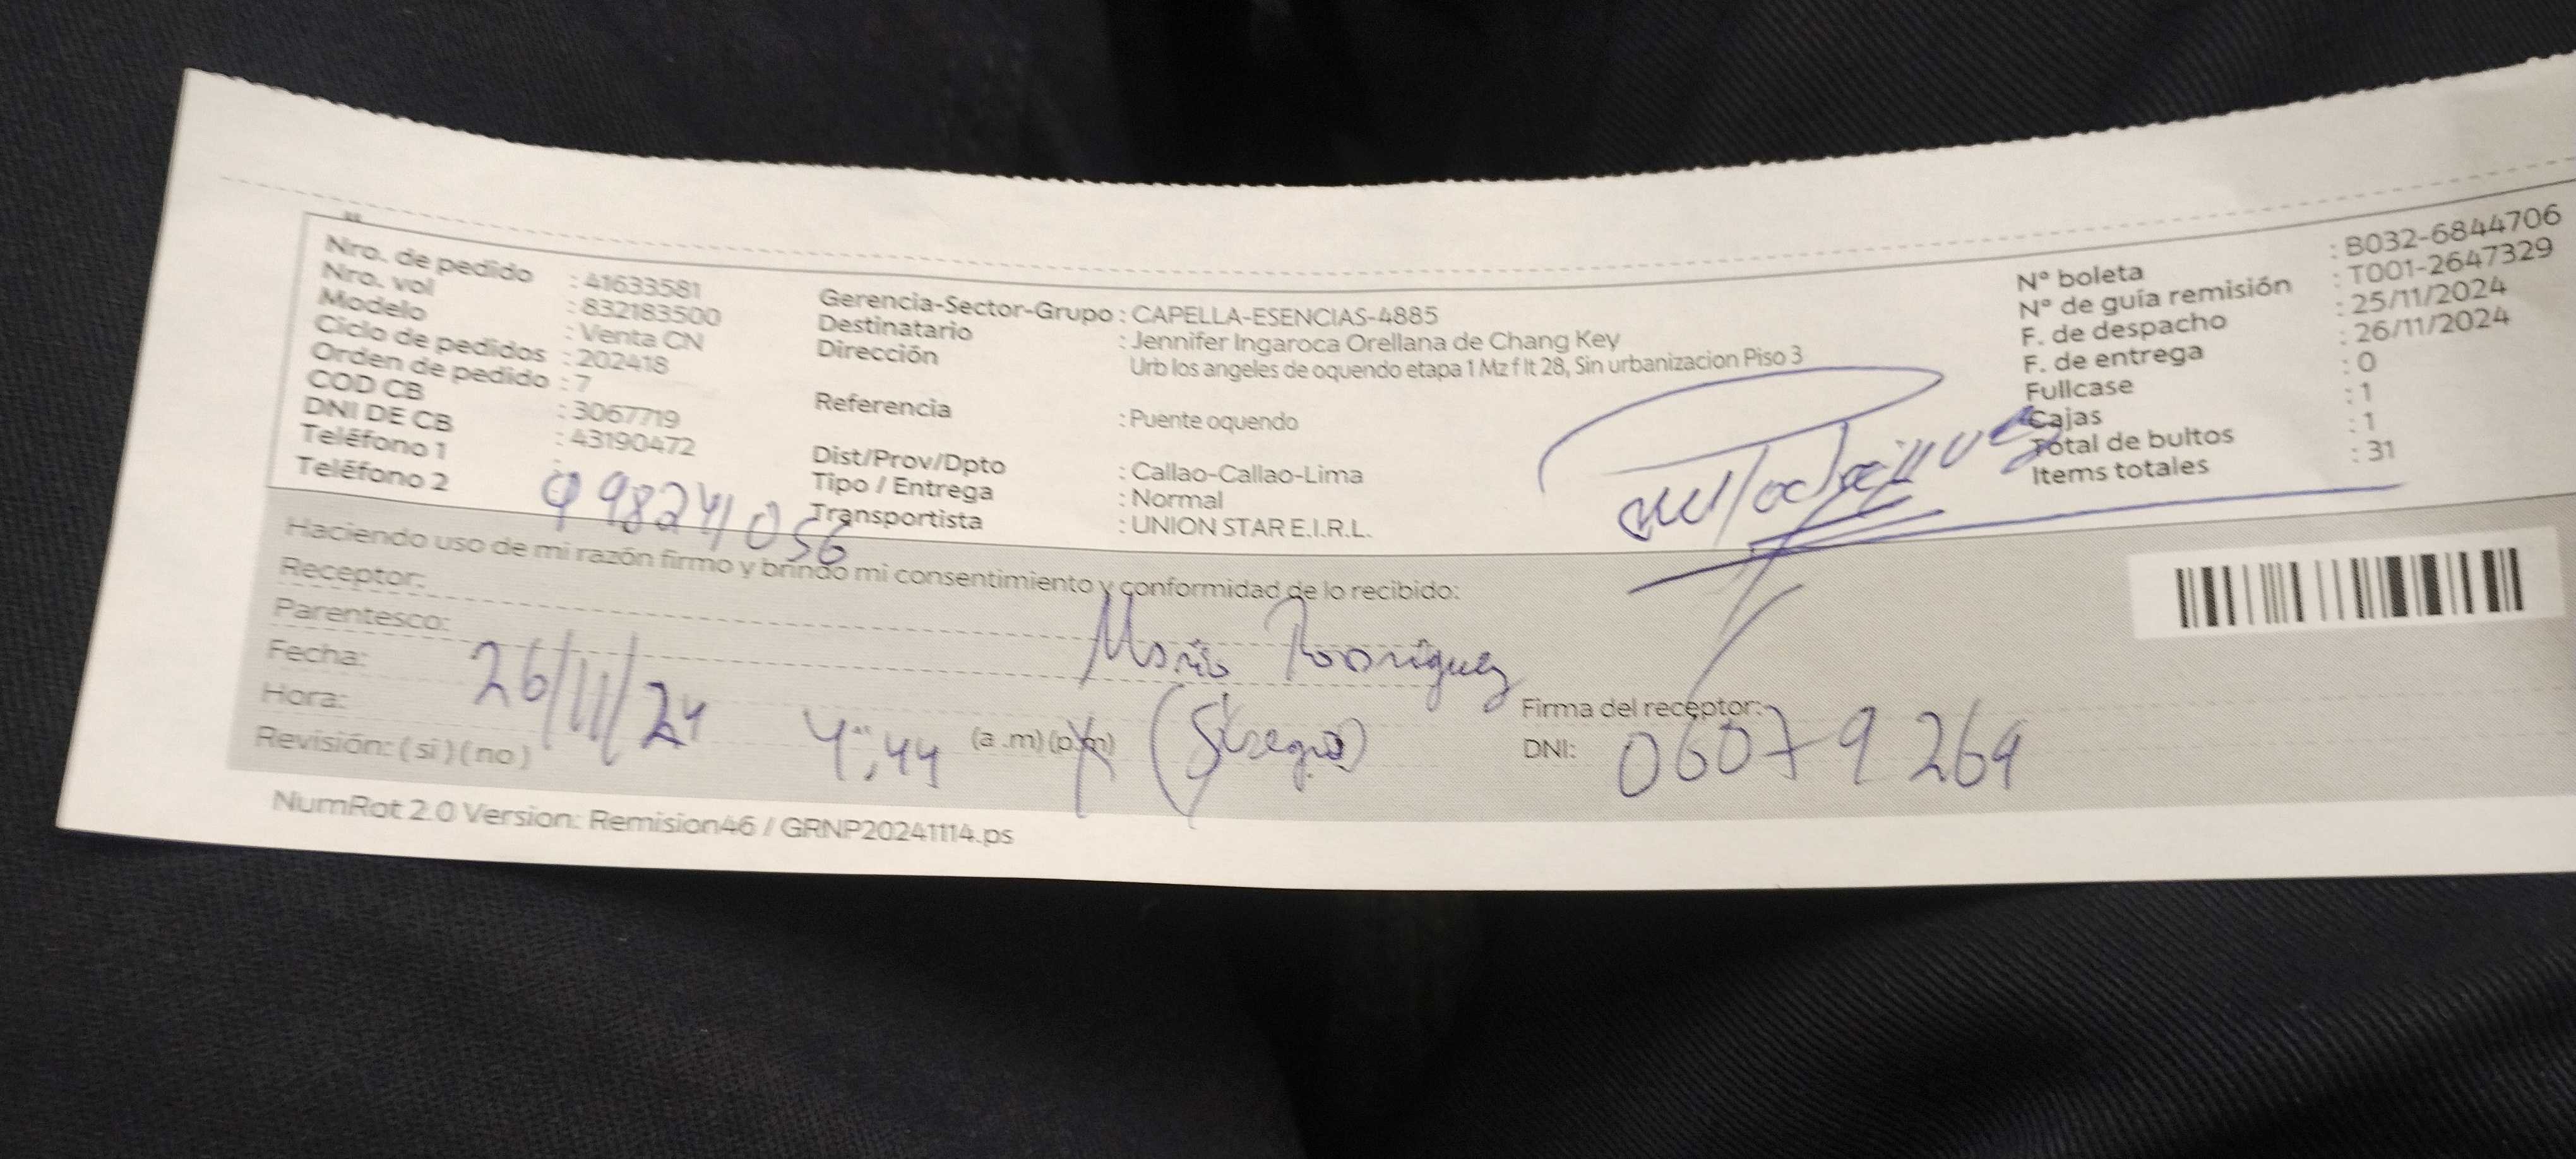 Nro. de pedido : 41633581
Nro. vol : 832183500
Modelo : Venta CN
Ciclo de pedidos : 202418
Orden de pedido : 7
COD CB : 3067719
DNI DE CB : 43190472
Teléfono 1 :
Teléfono 2
998241056
Gerencia-Sector-Grupo : CAPELLA-ESENCIAS-4885
Destinatario : Jennifer Ingaroca Orellana de Chang Key
Dirección Urb los angeles de oquendo etapa 1 Mz f lt 28, Sin urbanizacion Piso 3
Referencia : Puente oquendo
Dist/Prov/Dpto : Callao-Callao-Lima
Tipo / Entrega : Normal
Transportista : UNION STAR E.I.R.L.
N° boleta : B032-6844706
N° de guía remisión : T001-2647329
F. de despacho : 25/11/2024
F. de entrega : 26/11/2024
Fullcase : 0
Cajas : 1
Total de bultos : 1
Items totales : 31
Haciendo uso de mi razón firmo y brindo mi consentimiento y conformidad de lo recibido:
Receptor:
Parentesco: Rodriguez
Fecha: 26/11/24
Hora: 4:44 (a .m) (p.m) (Suegro)
Revisión: ( si ) ( no )
Firma del receptor:
DNI: 06079264
NumRot 2.0 Version: Remision46 / GRNP20241114.ps